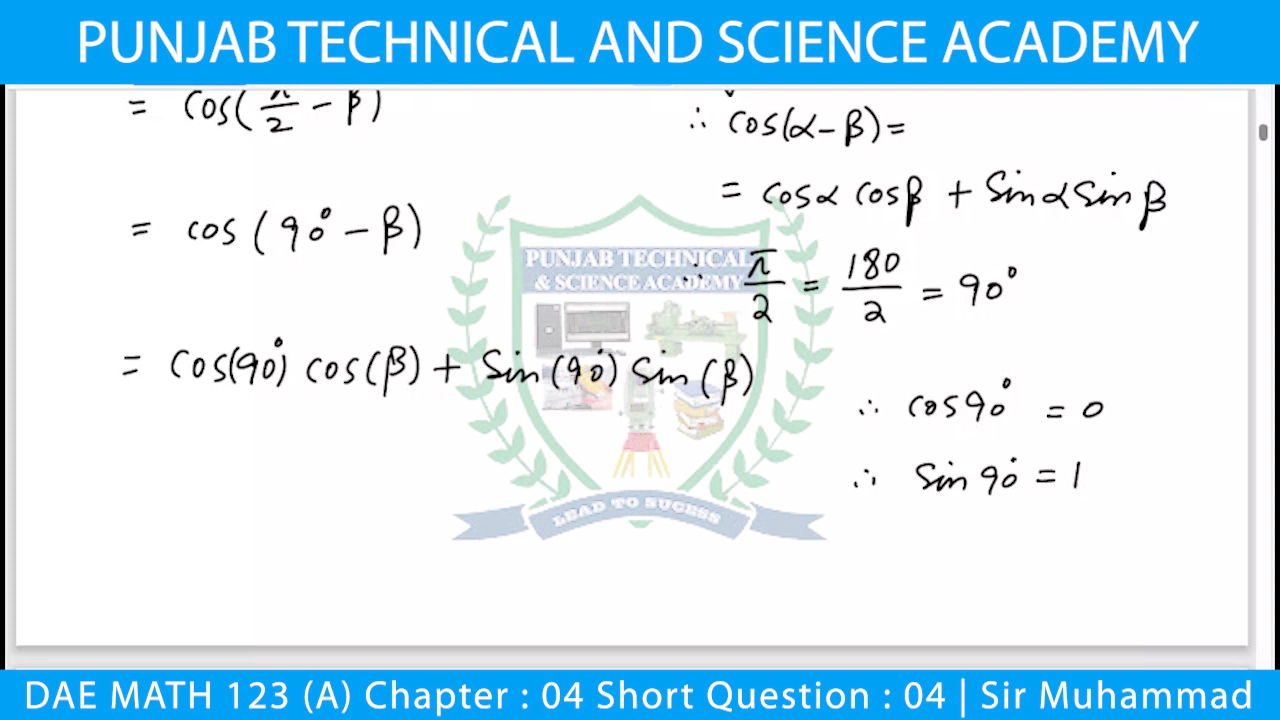 PUNJAB TECHNICAL AND SCIENCE ACADEMY
= cos(π/2 - β)
∴ cos(α - β) =
= cosα cosβ + Sinα Sinβ
= cos (90° - β)
PUNJAB TECHNICAL
& SCIENCE ACADEMY
∴ π/2 = 180/2 = 90°
= cos(90°) cos(β) + Sin(90°) Sin(β)
∴ cos90° = 0
∴ Sin 90° = 1
LEAD TO SUCESS
DAE MATH 123 (A) Chapter : 04 Short Question : 04 | Sir Muhammad